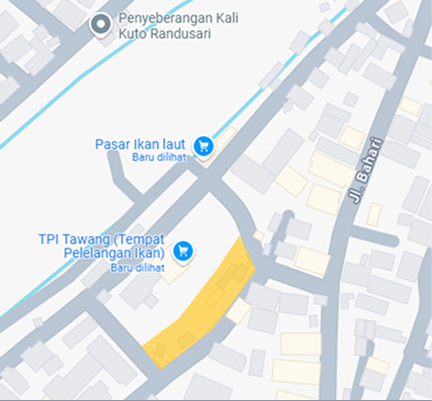 Penyeberangan Kali
Kuto Randusari
Pasar Ikan laut
Baru dilihat
Jl. Bahari
TPI Tawang (Tempat
Pelelangan Ikan)
Baru dilihat